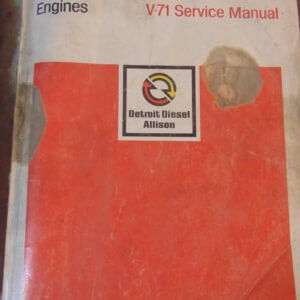 Engines
V-71 Service Manual
Detroit Diesel
Allison